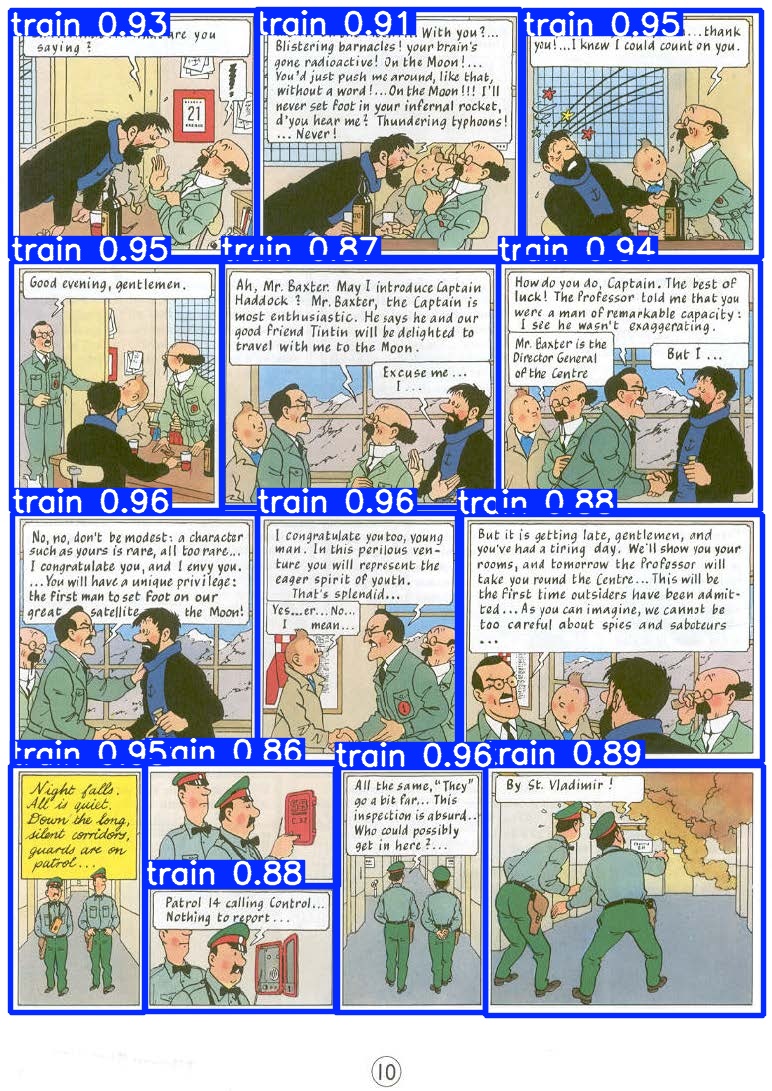 train 0.93
are you
saying ?
!
21
train 0.91
With you?...
Blistering barnacles! your brain's
gone radioactive! On the Moon!...
You'd just push me around, like that,
without a word!...On the Moon!!! I'll
never set foot in your infernal rocket,
d'you hear me? Thundering typhoons!
... Never!
train 0.95
...thank
you!...I knew I could count on you.
train 0.95
Good evening, gentlemen.
train 0.87
Ah, Mr. Baxter. May I introduce Captain
Haddock ? Mr. Baxter, the Captain is
most enthusiastic. He says he and our
good friend Tintin will be delighted to
travel with me to the Moon.
Excuse me ...
I ...
train 0.94
How do you do, Captain. The best of
luck! The Professor told me that you
were a man of remarkable capacity:
I see he wasn't exaggerating.
Mr. Baxter is the
Director General
of the Centre
But I ...
train 0.96
No, no, don't be modest: a character
such as yours is rare, all too rare...
I congratulate you, and I envy you.
...You will have a unique privilege:
the first man to set foot on our
great satellite the Moon!
train 0.96
I congratulate you too, young
man. In this perilous ven-
ture you will represent the
eager spirit of youth.
That's splendid...
Yes...er...No...
I mean...
train 0.88
But it is getting late, gentlemen, and
you've had a tiring day. We'll show you your
rooms, and tomorrow the Professor will
take you round the Centre... This will be
the first time outsiders have been admit-
ted... As you can imagine, we cannot be
too careful about spies and saboteurs
...
train 0.95
Night falls.
All is quiet.
Down the long,
silent corridors,
guards are on
patrol...
ain 0.86
train 0.88
Patrol 14 calling Control...
Nothing to report...
train 0.96
All the same, "They"
go a bit far... This
inspection is absurd..
Who could possibly
get in here ?...
rain 0.89
By St. Vladimir !
10